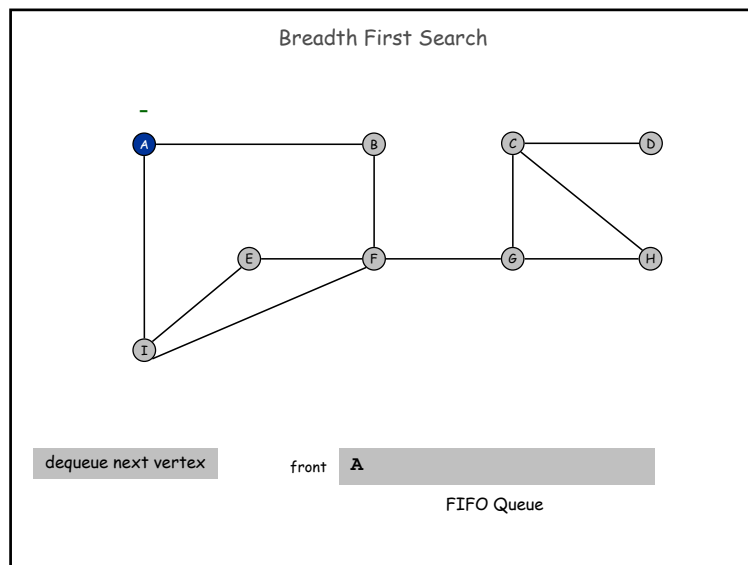 Breadth First Search
-
A B C D
E F G H
I
dequeue next vertex front A
FIFO Queue